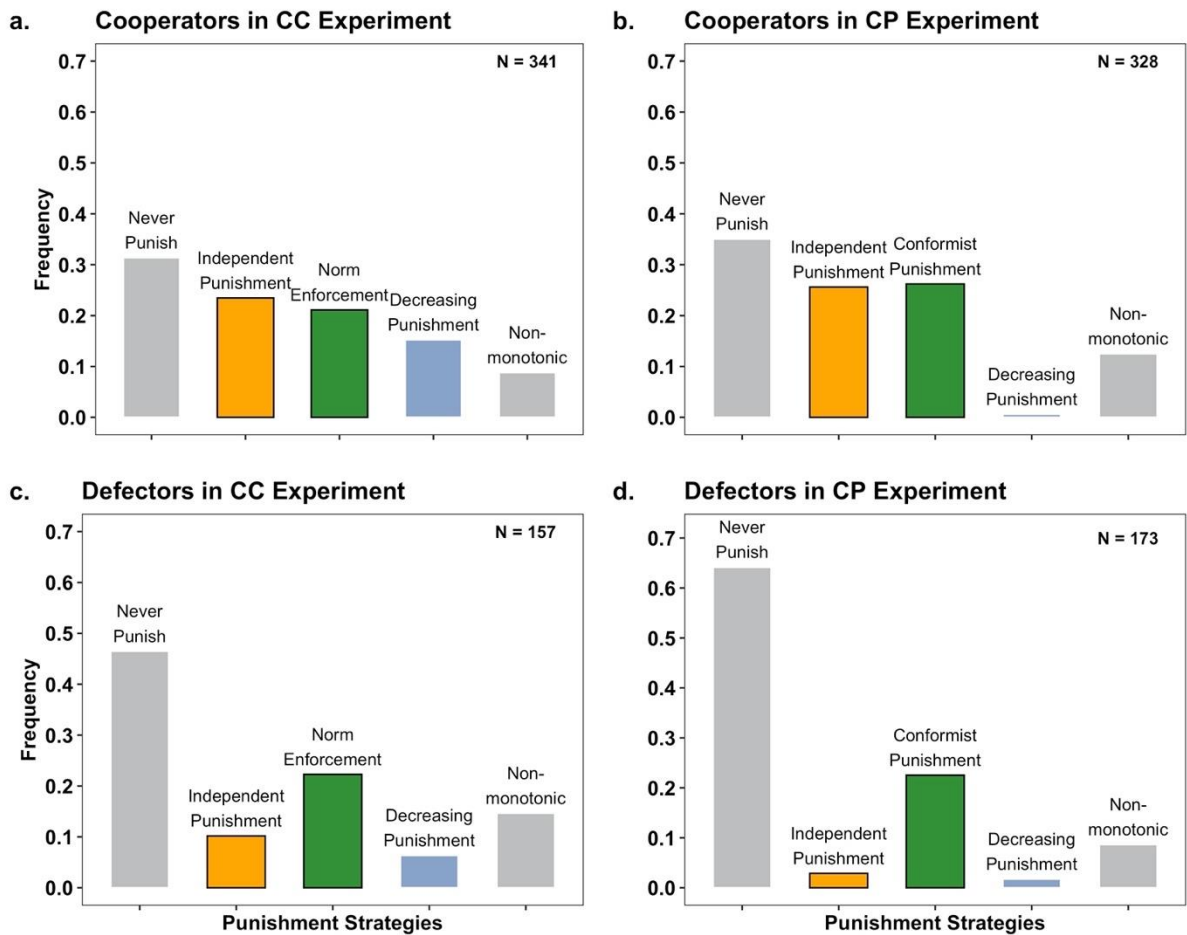 a. Cooperators in CC Experiment
N = 341
0.7
0.6
0.5
0.4
0.3
0.2
0.1
0.0
Frequency
Never
Punish
Independent
Punishment
Norm
Enforcement
Decreasing
Punishment
Non-
monotonic
b. Cooperators in CP Experiment
N = 328
0.7
0.6
0.5
0.4
0.3
0.2
0.1
0.0
Never
Punish
Independent
Punishment
Conformist
Punishment
Decreasing
Punishment
Non-
monotonic
c. Defectors in CC Experiment
N = 157
0.7
0.6
0.5
0.4
0.3
0.2
0.1
0.0
Frequency
Never
Punish
Independent
Punishment
Norm
Enforcement
Decreasing
Punishment
Non-
monotonic
Punishment Strategies
d. Defectors in CP Experiment
N = 173
0.7
0.6
0.5
0.4
0.3
0.2
0.1
0.0
Never
Punish
Independent
Punishment
Conformist
Punishment
Decreasing
Punishment
Non-
monotonic
Punishment Strategies